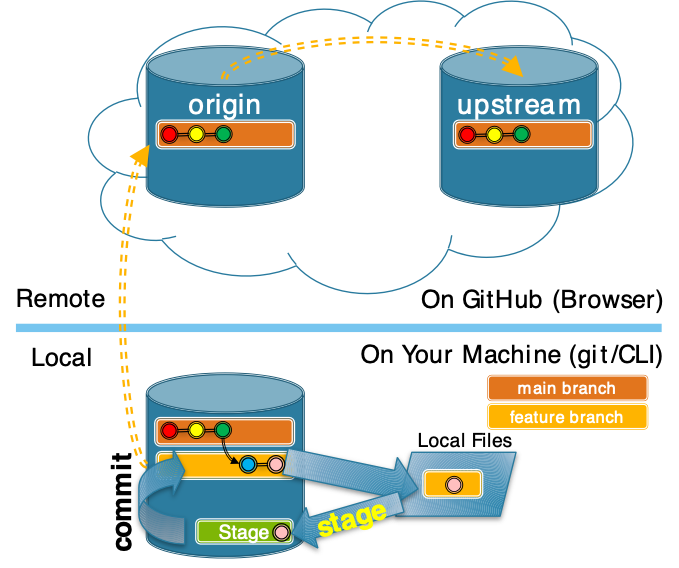 origin
upstream
Remote
On GitHub (Browser)
Local
On Your Machine (git/CLI)
main branch
feature branch
Local Files
commit
stage
Stage